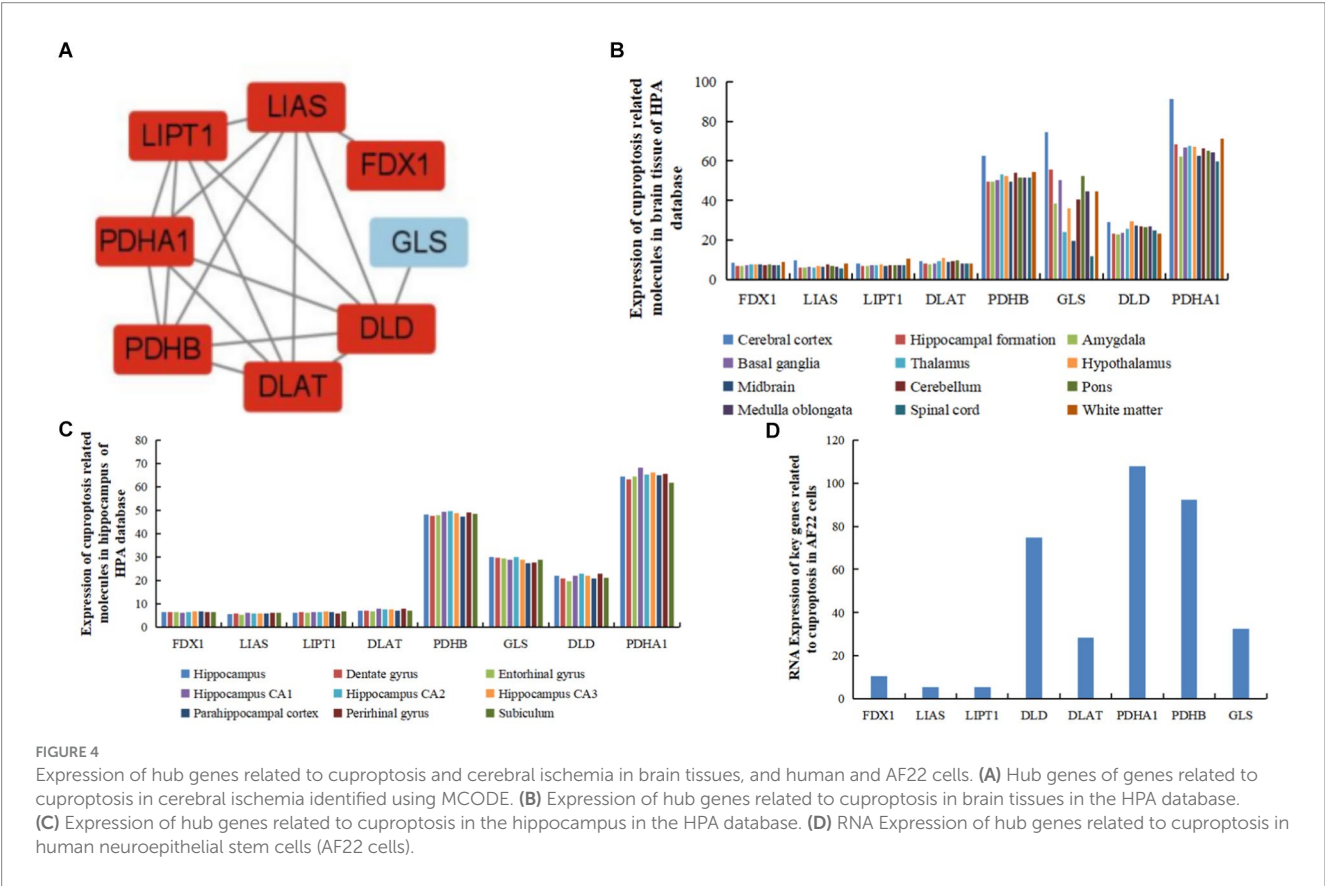 A
LIAS
LIPT1
FDX1
PDHA1
GLS
DLD
PDHB
DLAT
B
Expression of cuproptosis related
molecules in brain tissue of HPA
database
100
80
60
40
20
0
FDX1 LIAS LIPT1 DLAT PDHB GLS DLD PDHA1
Cerebral cortex Hippocampal formation Amygdala
Basal ganglia Thalamus Hypothalamus
Midbrain Cerebellum Pons
Medulla oblongata Spinal cord White matter
C
Expression of cuproptosis related
molecules in hippocampus of
HPA database
80
70
60
50
40
30
20
10
0
FDX1 LIAS LIPT1 DLAT PDHB GLS DLD PDHA1
Hippocampus Dentate gyrus Entorhinal gyrus
Hippocampus CA1 Hippocampus CA2 Hippocampus CA3
Parahippocampal cortex Perirhinal gyrus Subiculum
D
RNA Expression of key genes related
to cuproptosis in AF22 cells
120
100
80
60
40
20
0
FDX1 LIAS LIPT1 DLD DLAT PDHA1 PDHB GLS
FIGURE 4
Expression of hub genes related to cuproptosis and cerebral ischemia in brain tissues, and human and AF22 cells. (A) Hub genes of genes related to
cuproptosis in cerebral ischemia identified using MCODE. (B) Expression of hub genes related to cuproptosis in brain tissues in the HPA database.
(C) Expression of hub genes related to cuproptosis in the hippocampus in the HPA database. (D) RNA Expression of hub genes related to cuproptosis in
human neuroepithelial stem cells (AF22 cells).